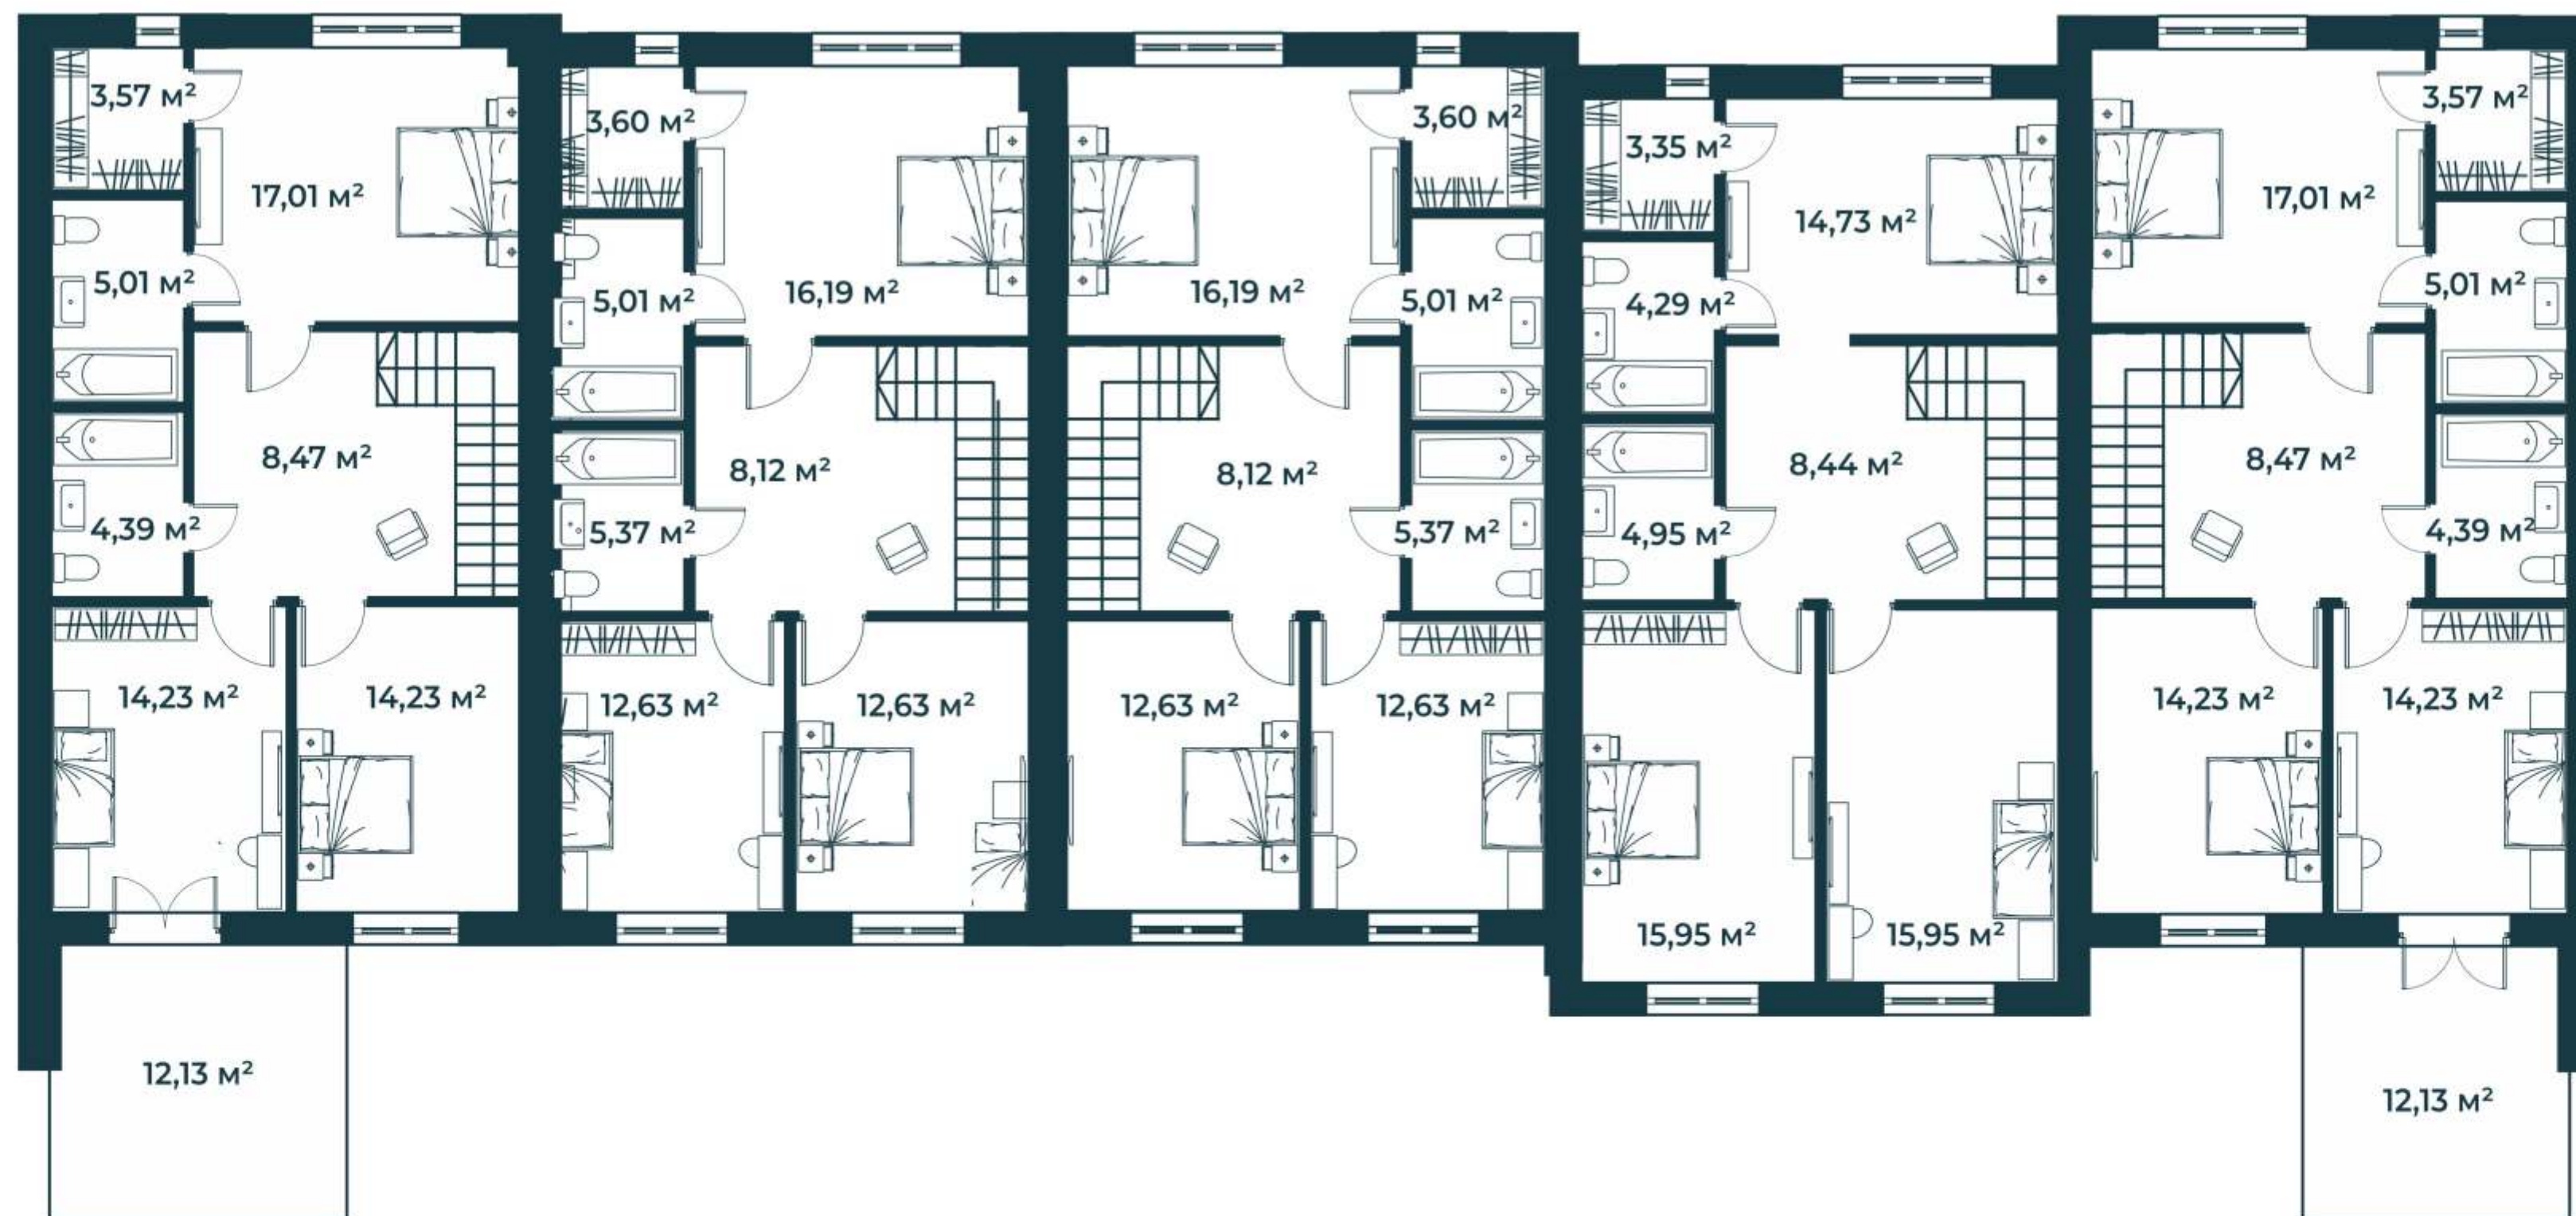 3,57 м²
17,01 м²
5,01 м²
8,47 м²
4,39 м²
14,23 м²
14,23 м²
12,13 м²
3,60 м²
16,19 м²
5,01 м²
8,12 м²
5,37 м²
12,63 м²
12,63 м²
3,60 м²
16,19 м²
5,01 м²
8,12 м²
5,37 м²
12,63 м²
12,63 м²
3,35 м²
14,73 м²
4,29 м²
8,44 м²
4,95 м²
15,95 м²
15,95 м²
3,57 м²
17,01 м²
5,01 м²
8,47 м²
4,39 м²
14,23 м²
14,23 м²
12,13 м²